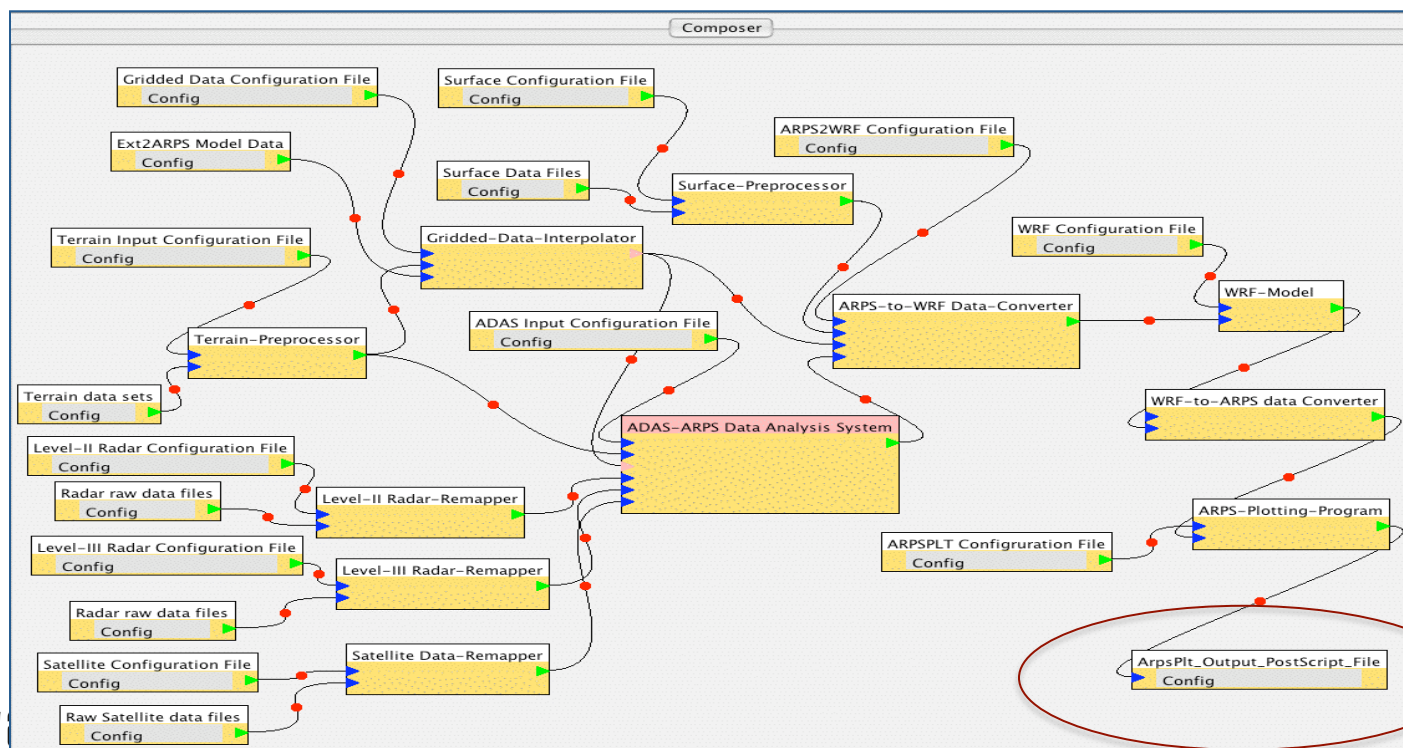 Composer
Gridded Data Configuration File
Config
Surface Configuration File
Config
Ext2ARPS Model Data
Config
ARPS2WRF Configuration File
Config
Surface Data Files
Config
Surface-Preprocessor
Terrain Input Configuration File
Config
Gridded-Data-Interpolator
WRF Configuration File
Config
ARPS-to-WRF Data-Converter
WRF-Model
ADAS Input Configuration File
Config
Terrain-Preprocessor
Terrain data sets
Config
WRF-to-ARPS data Converter
ADAS-ARPS Data Analysis System
Level-II Radar Configuration File
Config
Radar raw data files
Config
Level-II Radar-Remapper
ARPS-Plotting-Program
Level-III Radar Configuration File
Config
ARPSPLT Configruration File
Config
Level-III Radar-Remapper
Radar raw data files
Config
Satellite Configuration File
Config
Satellite Data-Remapper
ArpsPlt_Output_PostScript_File
Config
Raw Satellite data files
Config